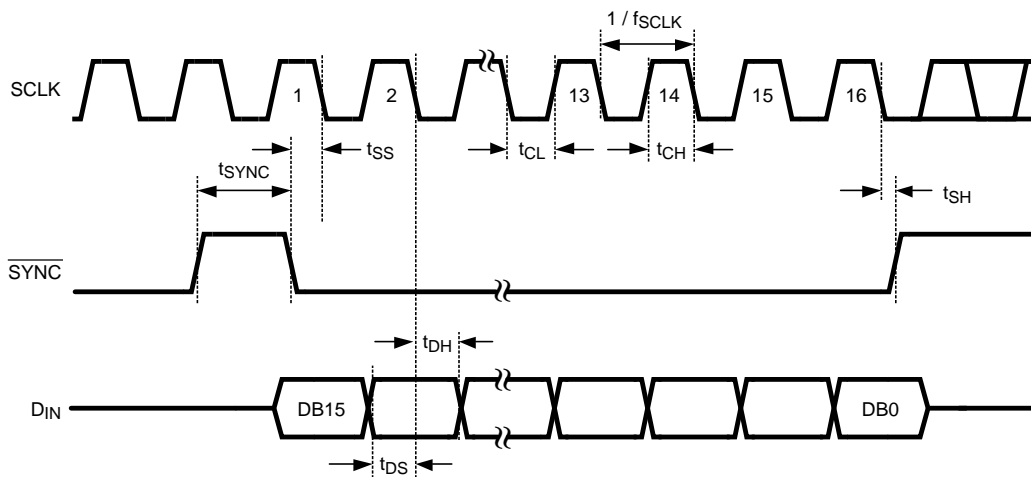 1 / fSCLK
SCLK
1
2
13
14
15
16
tSS
tCL
tCH
tSYNC
tSH
SYNC
tDH
DIN
DB15
DB0
tDS